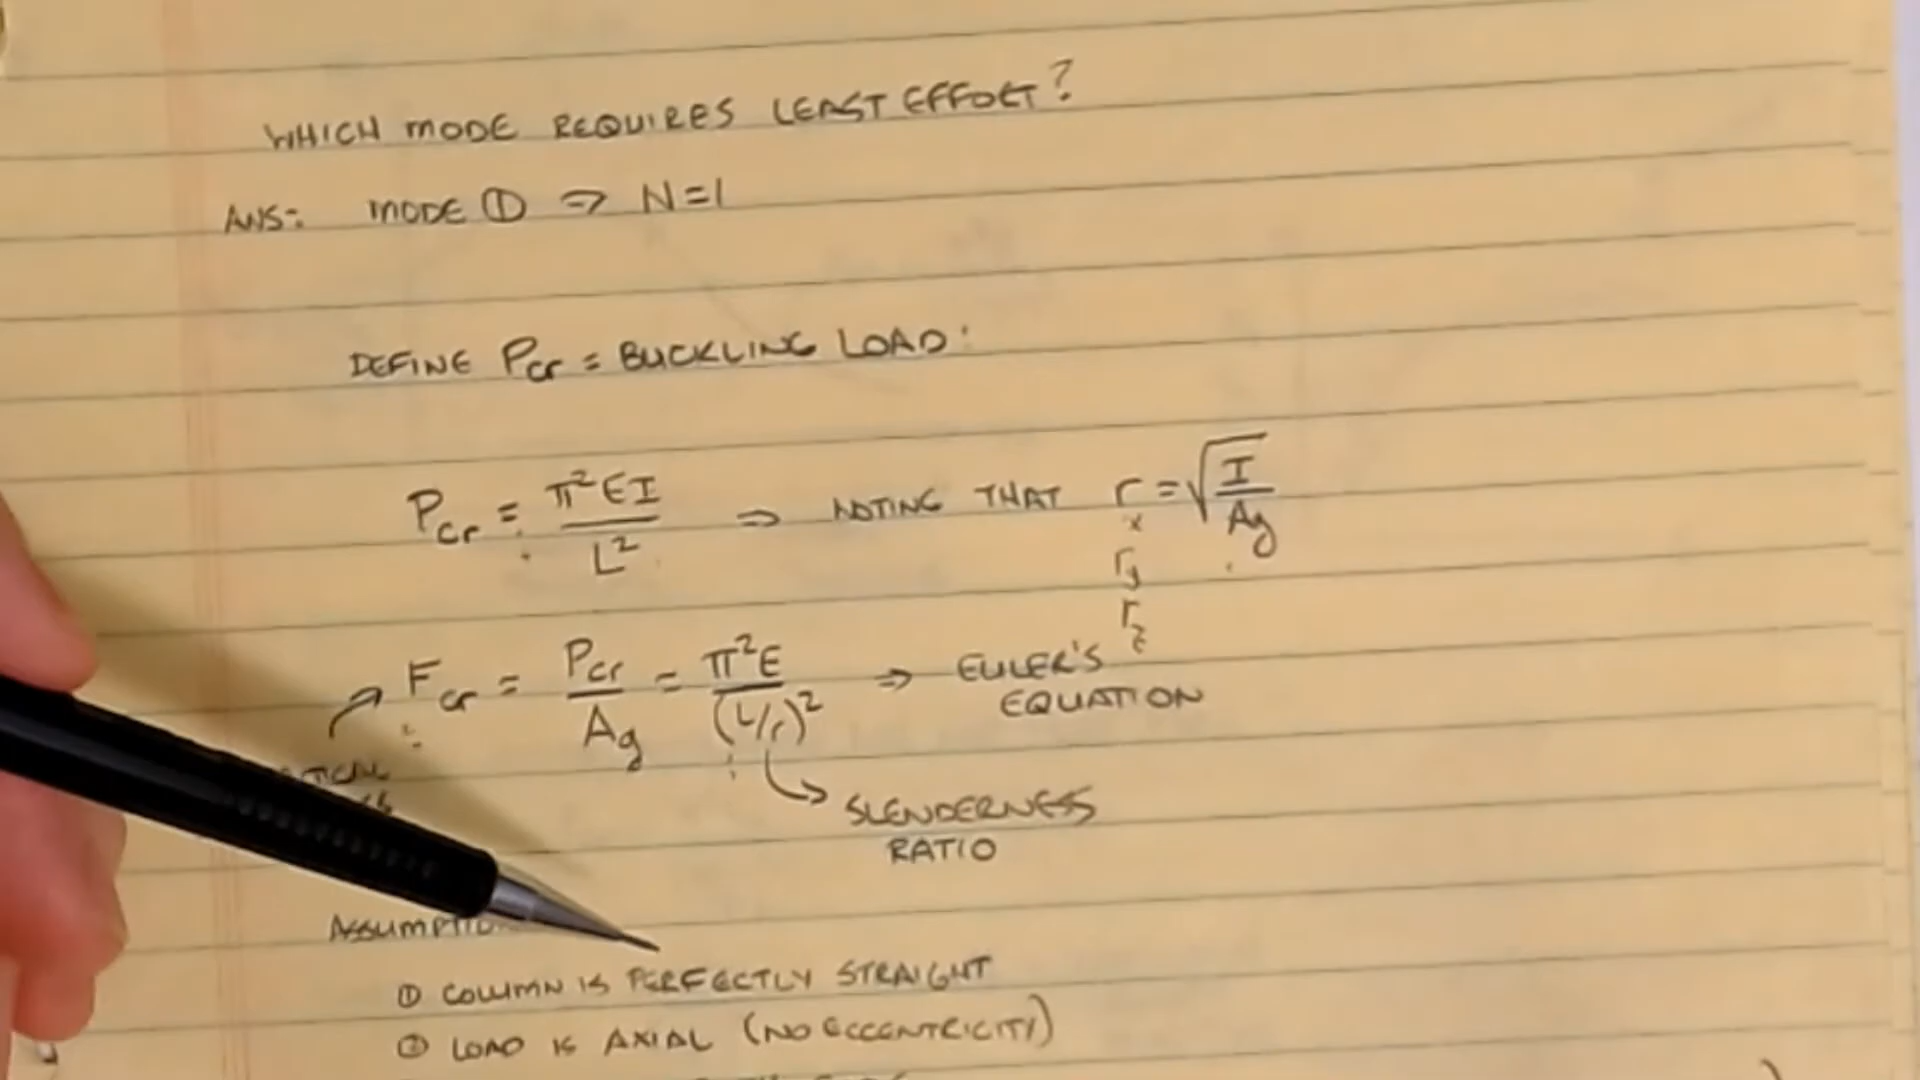 WHICH MODE REQUIRES LEAST EFFORT?
ANS: MODE ① ⇒ N=1
DEFINE Pcr = BUCKLING LOAD:
Pcr = π²EI / L² ⇒ NOTING THAT r = √(I/Ag)
x
ry
rz
Fcr = Pcr / Ag = π²E / (L/r)² ⇒ EULER'S
EQUATION
SLENDERNESS
RATIO
① COLUMN IS PERFECTLY STRAIGHT
② LOAD IS AXIAL (NO ECCENTRICITY)